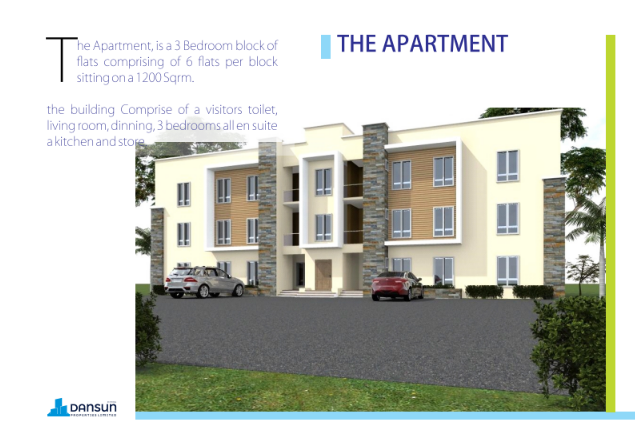 THE APARTMENT
The Apartment, is a 3 Bedroom block of
flats comprising of 6 flats per block
sitting on a 1200 Sqrm.
the building Comprise of a visitors toilet,
living room, dinning, 3 bedrooms all en suite
a kitchen and store
DANSUN
PROPERTIES LIMITED